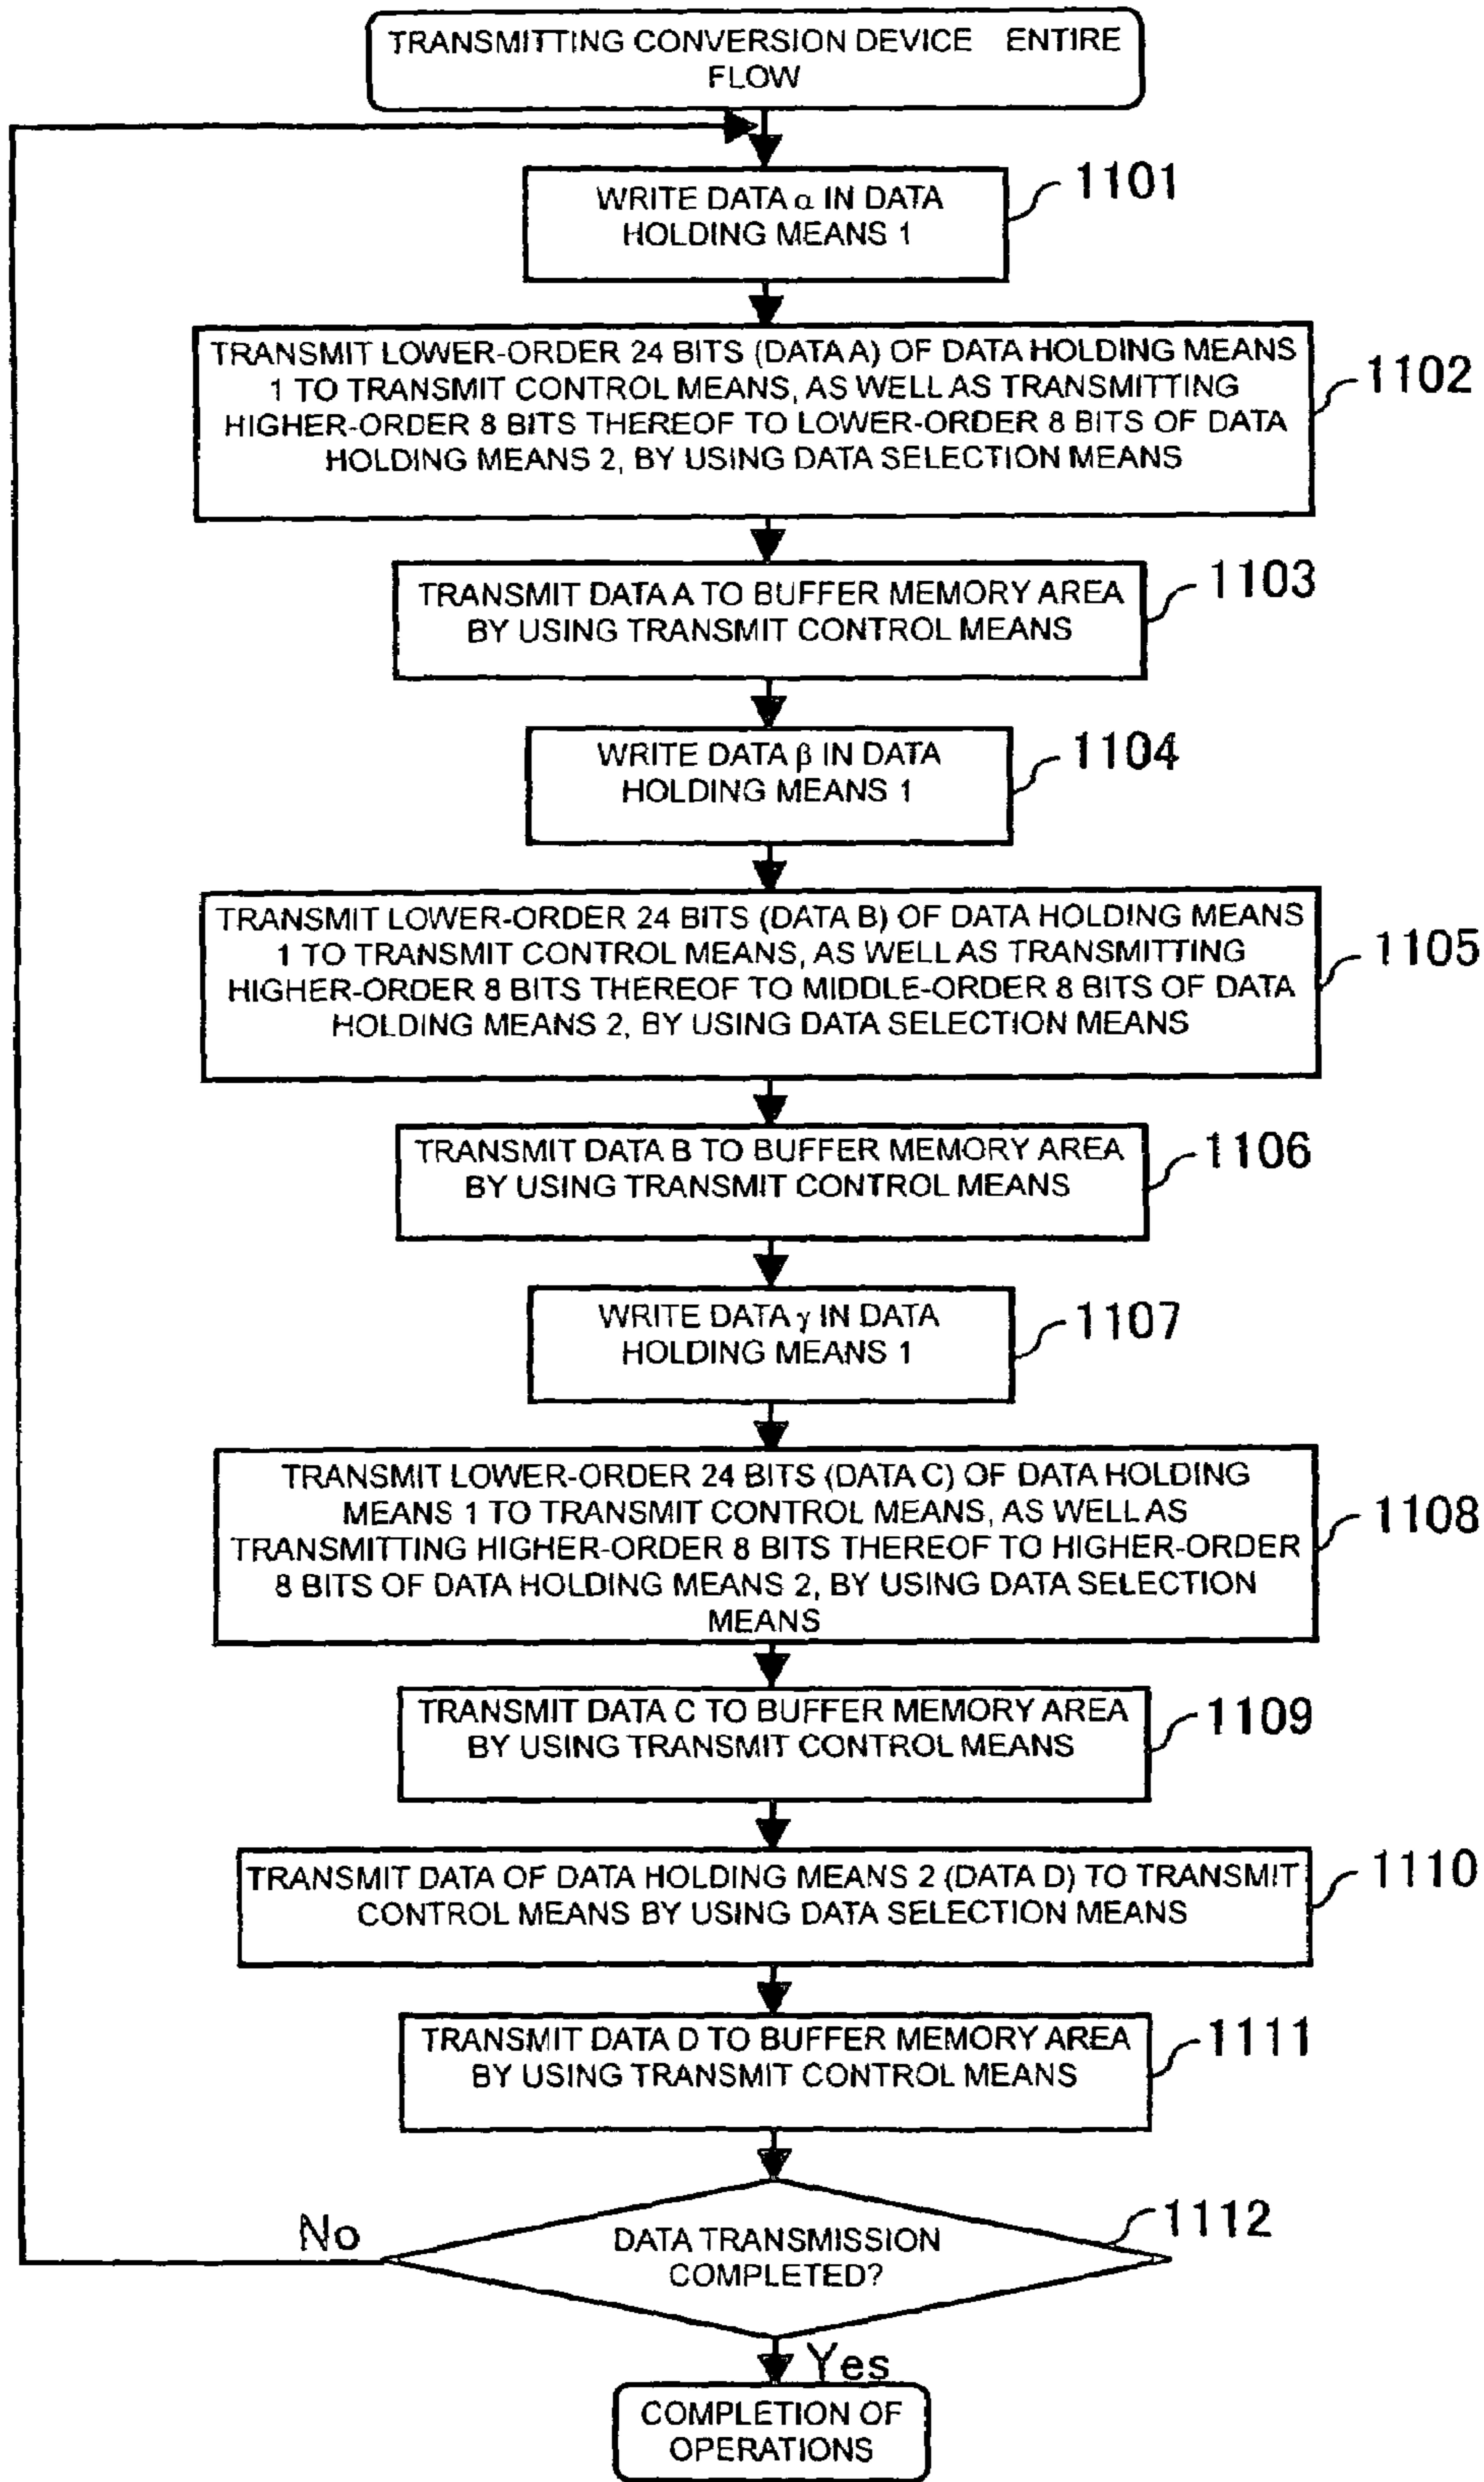 TRANSMITTING CONVERSION DEVICE ENTIRE
FLOW
WRITE DATA α IN DATA
HOLDING MEANS 1
1101
TRANSMIT LOWER-ORDER 24 BITS (DATA A) OF DATA HOLDING MEANS
1 TO TRANSMIT CONTROL MEANS, AS WELL AS TRANSMITTING
HIGHER-ORDER 8 BITS THEREOF TO LOWER-ORDER 8 BITS OF DATA
HOLDING MEANS 2, BY USING DATA SELECTION MEANS
1102
TRANSMIT DATA A TO BUFFER MEMORY AREA
BY USING TRANSMIT CONTROL MEANS
1103
WRITE DATA β IN DATA
HOLDING MEANS 1
1104
TRANSMIT LOWER-ORDER 24 BITS (DATA B) OF DATA HOLDING MEANS
1 TO TRANSMIT CONTROL MEANS, AS WELL AS TRANSMITTING
HIGHER-ORDER 8 BITS THEREOF TO MIDDLE-ORDER 8 BITS OF DATA
HOLDING MEANS 2, BY USING DATA SELECTION MEANS
1105
TRANSMIT DATA B TO BUFFER MEMORY AREA
BY USING TRANSMIT CONTROL MEANS
1106
WRITE DATA γ IN DATA
HOLDING MEANS 1
1107
TRANSMIT LOWER-ORDER 24 BITS (DATA C) OF DATA HOLDING
MEANS 1 TO TRANSMIT CONTROL MEANS, AS WELL AS
TRANSMITTING HIGHER-ORDER 8 BITS THEREOF TO HIGHER-ORDER
8 BITS OF DATA HOLDING MEANS 2, BY USING DATA SELECTION
MEANS
1108
TRANSMIT DATA C TO BUFFER MEMORY AREA
BY USING TRANSMIT CONTROL MEANS
1109
TRANSMIT DATA OF DATA HOLDING MEANS 2 (DATA D) TO TRANSMIT
CONTROL MEANS BY USING DATA SELECTION MEANS
1110
TRANSMIT DATA D TO BUFFER MEMORY AREA
BY USING TRANSMIT CONTROL MEANS
1111
DATA TRANSMISSION
COMPLETED?
1112
No
Yes
COMPLETION OF
OPERATIONS